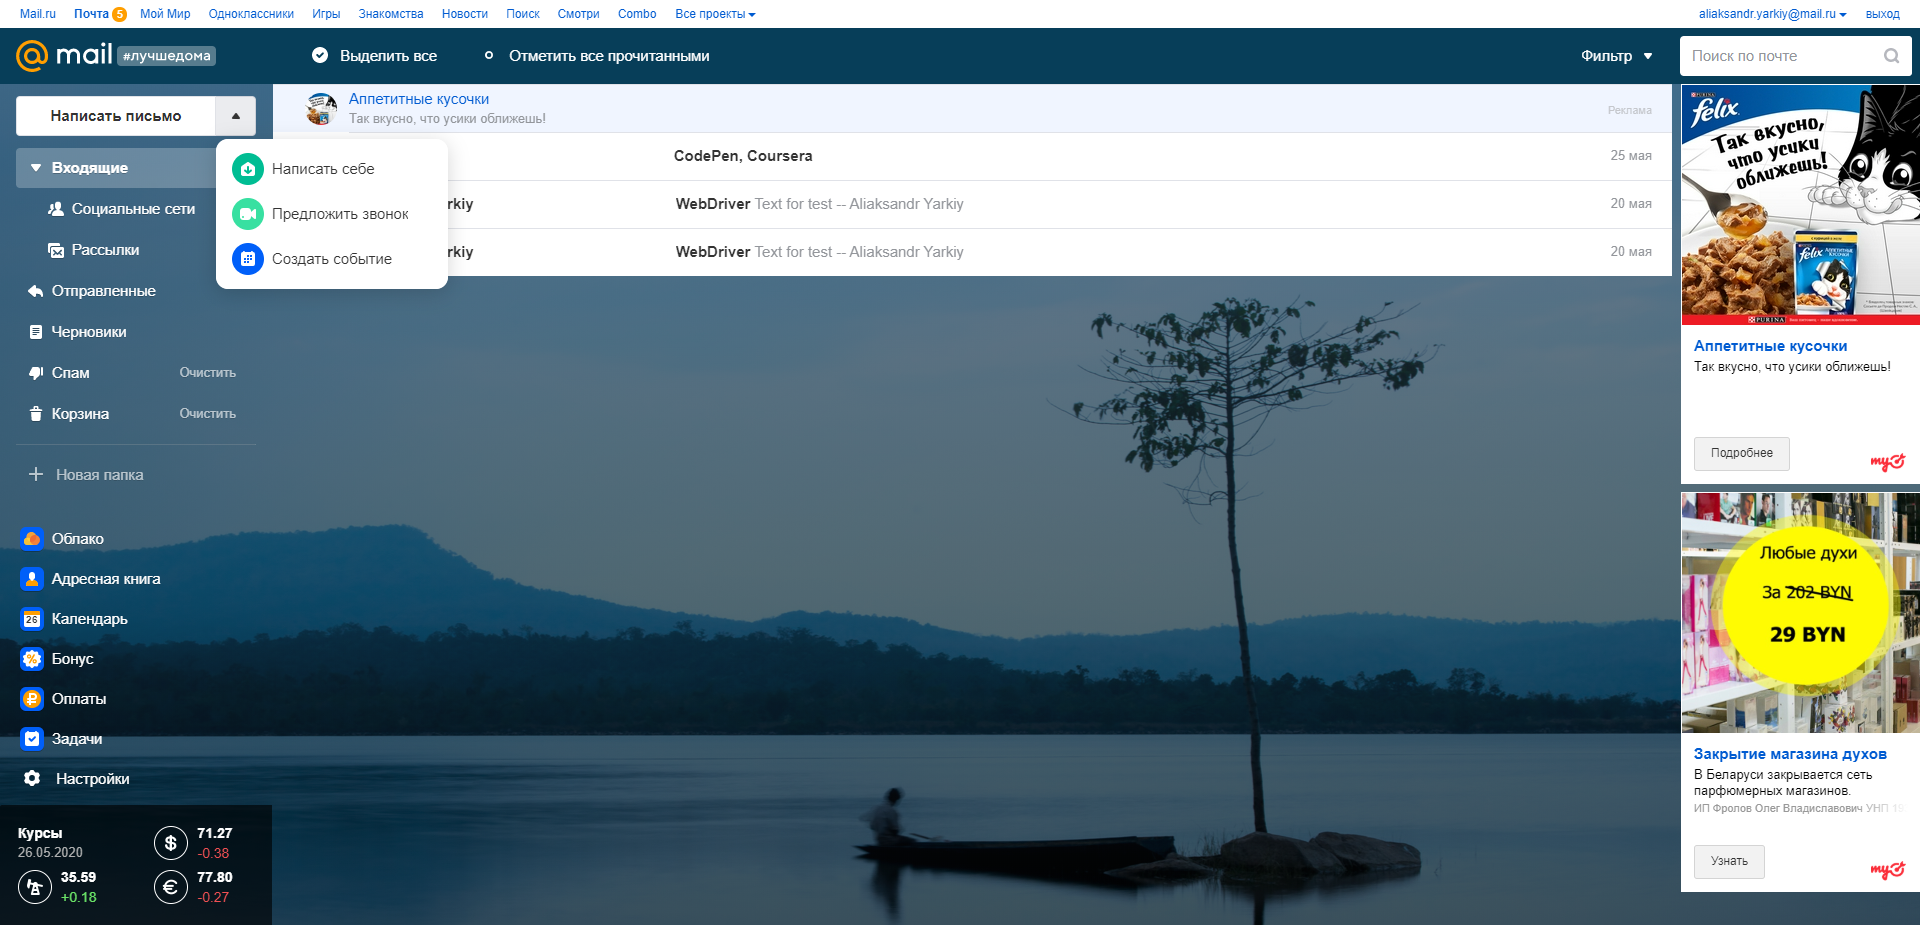 Mail.ru Почта 5 Мой Мир Одноклассники Игры Знакомства Новости Поиск Смотри Combo Все проекты
aliaksandr.yarkiy@mail.ru выход
@mail #лучшедома
Выделить все Отметить все прочитанными
Фильтр
Поиск по почте
Написать письмо
Входящие
Социальные сети
Рассылки
Отправленные
Черновики
Спам Очистить
Корзина Очистить
Новая папка
Облако
Адресная книга
26 Календарь
Бонус
Оплаты
Задачи
Настройки
Курсы
26.05.2020
$ 71.27
-0.38
35.59
+0.18
€ 77.80
-0.27
Написать себе
Предложить звонок
Создать событие
Аппетитные кусочки
Так вкусно, что усики оближешь!
Реклама
CodePen, Coursera 25 мая
rkiy WebDriver Text for test -- Aliaksandr Yarkiy 20 мая
rkiy WebDriver Text for test -- Aliaksandr Yarkiy 20 мая
PURINA
felix
Так вкусно,
что усики
оближешь!
felix
PURINA
Аппетитные кусочки
Так вкусно, что усики оближешь!
Подробнее
my
Любые духи
За 202 BYN
29 BYN
Закрытие магазина духов
В Беларуси закрывается сеть
парфюмерных магазинов.
ИП Фролов Олег Владиславович УНП 19
Узнать
my